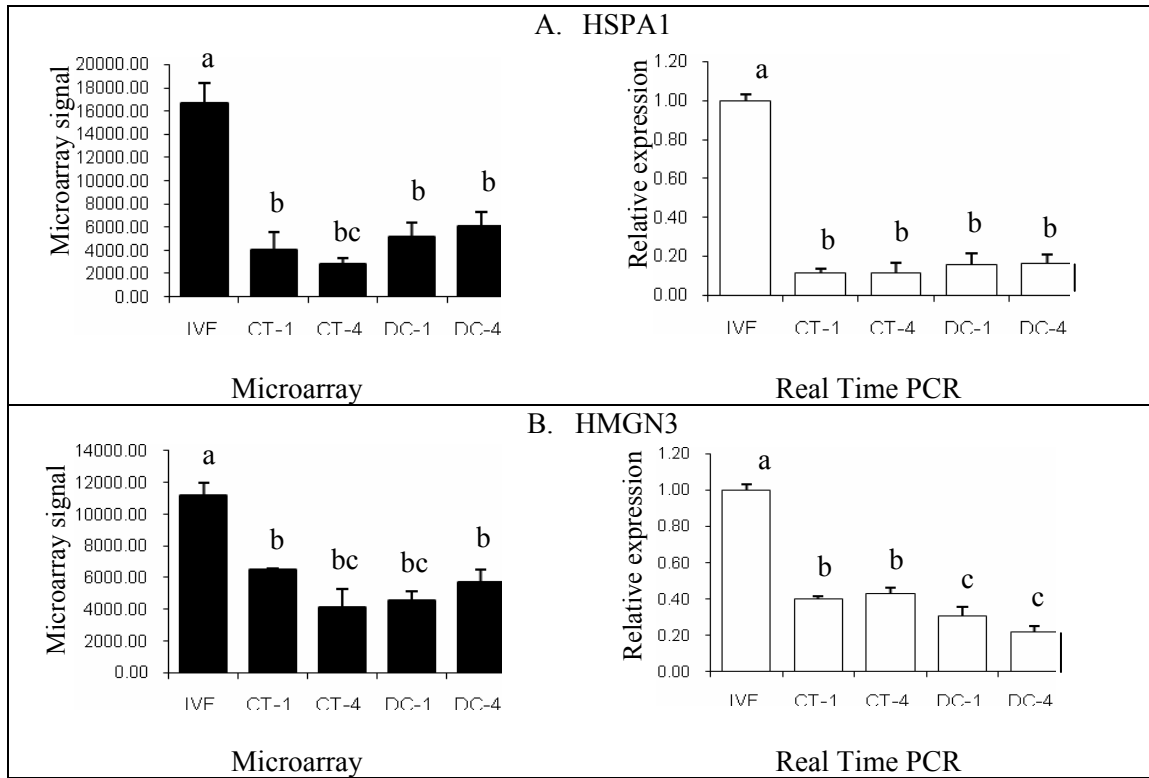 A. HSPA1
Microarray signal
20000.00
18000.00
16000.00
14000.00
12000.00
10000.00
8000.00
6000.00
4000.00
2000.00
0.00
a
b
bc
b
b
IVF CT-1 CT-4 DC-1 DC-4
Microarray
Relative expression
1.20
1.00
0.80
0.60
0.40
0.20
0.00
a
b
b
b
b
IVF CT-1 CT-4 DC-1 DC-4
Real Time PCR
B. HMGN3
Microarray signal
14000.00
12000.00
10000.00
8000.00
6000.00
4000.00
2000.00
0.00
a
b
bc
bc
b
IVF CT-1 CT-4 DC-1 DC-4
Microarray
Relative expression
1.20
1.00
0.80
0.60
0.40
0.20
0.00
a
b
b
c
c
IVF CT-1 CT-4 DC-1 DC-4
Real Time PCR